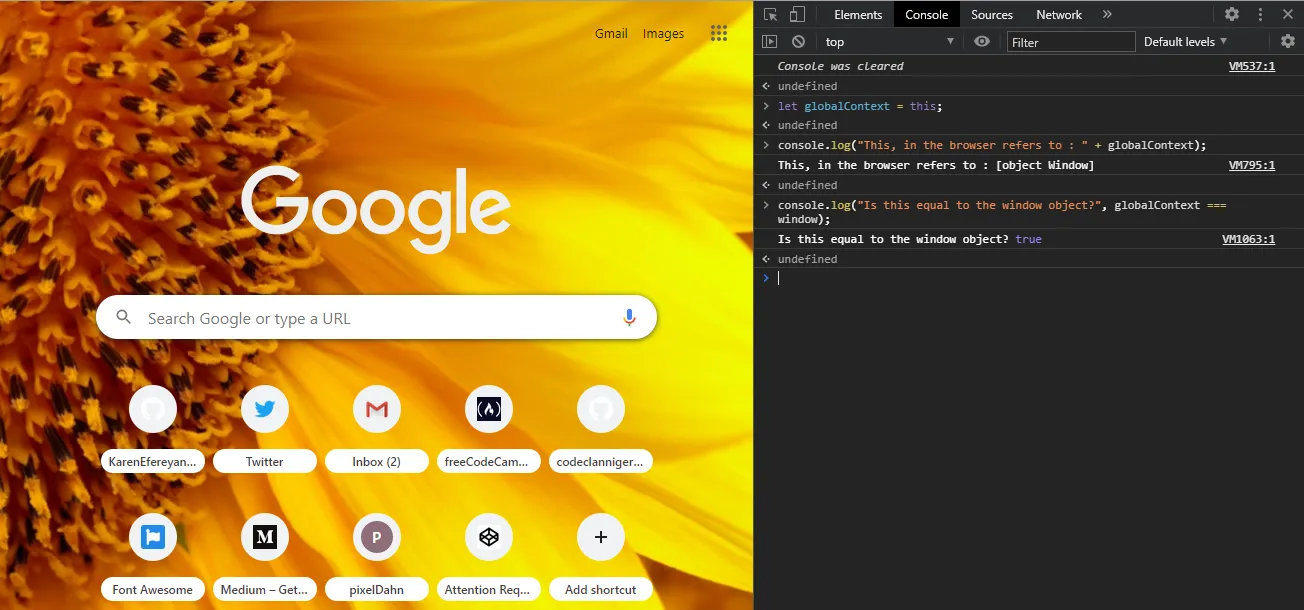 Gmail Images
Google
Search Google or type a URL
KarenEfereyan... Twitter Inbox (2) freeCodeCam... codeclanniger...
M P
Font Awesome Medium – Get... pixelDahn Attention Req... Add shortcut
Elements Console Sources Network »
top Filter Default levels
Console was cleared VM537:1
undefined
let globalContext = this;
undefined
console.log("This, in the browser refers to : " + globalContext);
This, in the browser refers to : [object Window] VM795:1
undefined
console.log("Is this equal to the window object?", globalContext ===
window);
Is this equal to the window object? true VM1063:1
undefined